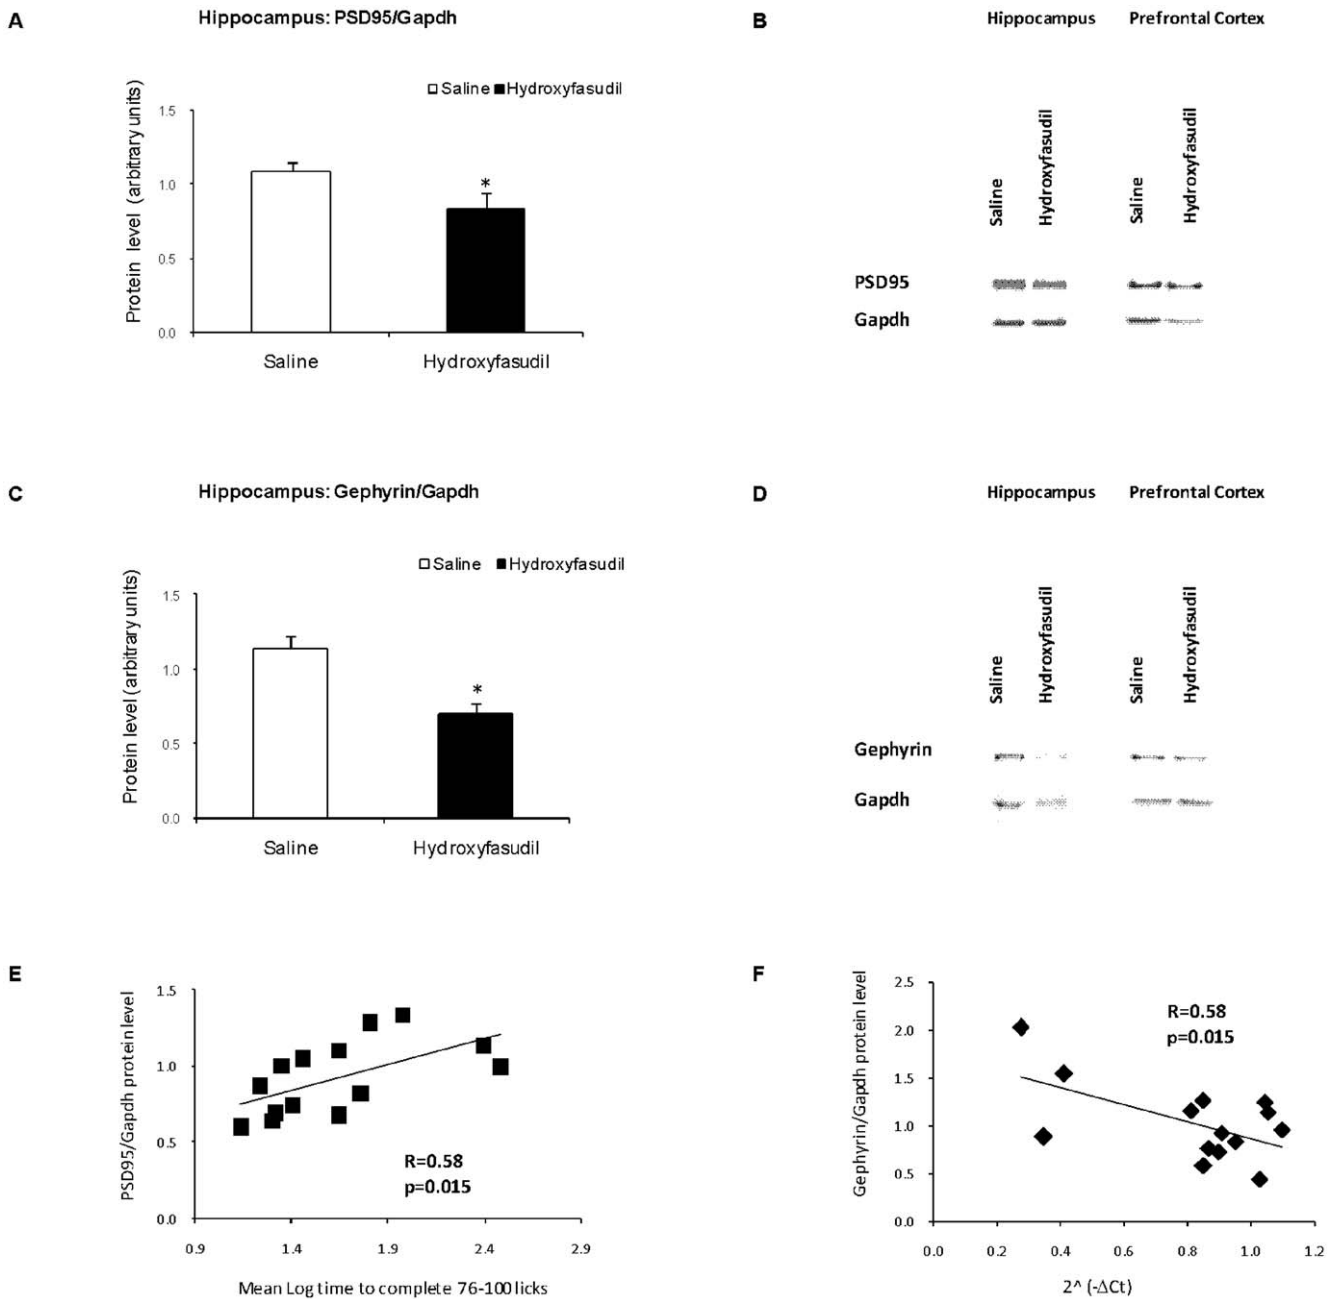 A
Hippocampus: PSD95/Gapdh
Saline Hydroxyfasudil
Protein level (arbitrary units)
1.5
1.0
0.5
0.0
*
Saline
Hydroxyfasudil
B
Hippocampus
Prefrontal Cortex
Saline
Hydroxyfasudil
Saline
Hydroxyfasudil
PSD95
Gapdh
C
Hippocampus: Gephyrin/Gapdh
Saline Hydroxyfasudil
Protein level (arbitrary units)
1.5
1.0
0.5
0.0
*
Saline
Hydroxyfasudil
D
Hippocampus
Prefrontal Cortex
Saline
Hydroxyfasudil
Saline
Hydroxyfasudil
Gephyrin
Gapdh
E
PSD95/Gapdh protein level
1.5
1.0
0.5
0.0
R=0.58
p=0.015
0.9 1.4 1.9 2.4 2.9
Mean Log time to complete 76-100 licks
F
Gephyrin/Gapdh protein level
2.5
2.0
1.5
1.0
0.5
0.0
R=0.58
p=0.015
0.0 0.2 0.4 0.6 0.8 1.0 1.2
2^ (-ΔCt)